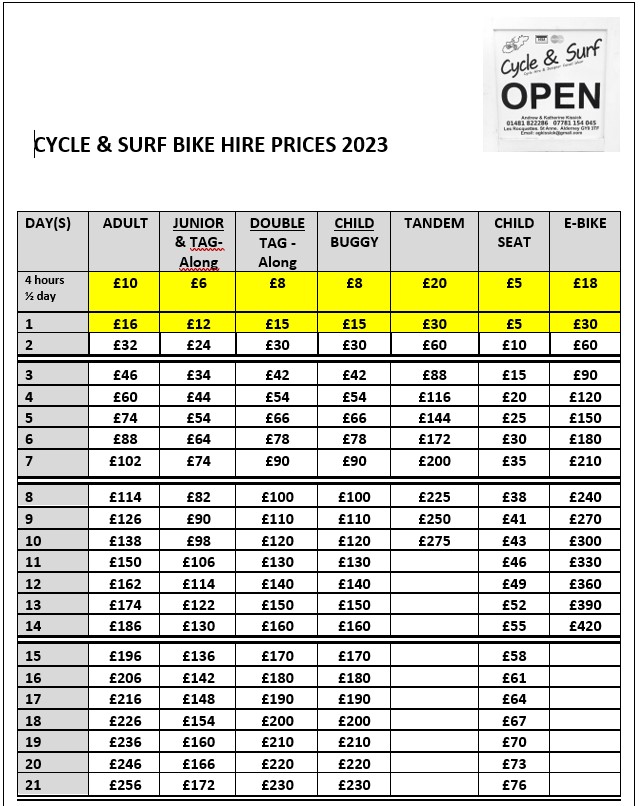 Cycle & Surf
OPEN
Andrew & Katherine Kissick
01481 822286 07781 154 045
Les Rocquettes, St Anne, Alderney GY9 3TF
CYCLE & SURF BIKE HIRE PRICES 2023
DAY(S) ADULT JUNIOR & TAG-Along DOUBLE TAG - Along CHILD BUGGY TANDEM CHILD SEAT E-BIKE
4 hours ½ day £10 £6 £8 £8 £20 £5 £18
1 £16 £12 £15 £15 £30 £5 £30
2 £32 £24 £30 £30 £60 £10 £60
3 £46 £34 £42 £42 £88 £15 £90
4 £60 £44 £54 £54 £116 £20 £120
5 £74 £54 £66 £66 £144 £25 £150
6 £88 £64 £78 £78 £172 £30 £180
7 £102 £74 £90 £90 £200 £35 £210
8 £114 £82 £100 £100 £225 £38 £240
9 £126 £90 £110 £110 £250 £41 £270
10 £138 £98 £120 £120 £275 £43 £300
11 £150 £106 £130 £130 £46 £330
12 £162 £114 £140 £140 £49 £360
13 £174 £122 £150 £150 £52 £390
14 £186 £130 £160 £160 £55 £420
15 £196 £136 £170 £170 £58
16 £206 £142 £180 £180 £61
17 £216 £148 £190 £190 £64
18 £226 £154 £200 £200 £67
19 £236 £160 £210 £210 £70
20 £246 £166 £220 £220 £73
21 £256 £172 £230 £230 £76